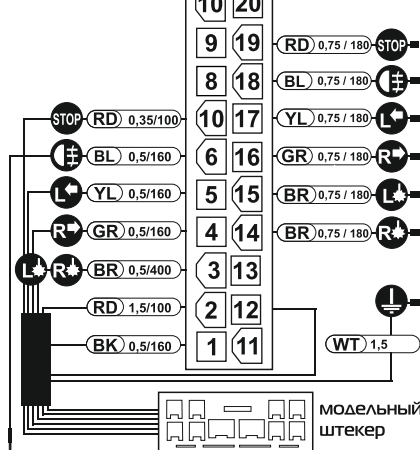 10 20
9 19 RD 0,75 / 180 STOP
8 18 BL 0,75 / 180
STOP RD 0,35/100 10 17 YL 0,75 / 180 L
BL 0,5/160 6 16 GR 0,75 / 180 R
L YL 0,5/160 5 15 BR 0,75 / 180 L
R GR 0,5/160 4 14 BR 0,75 / 180 R
L R BR 0,5/400 3 13
RD 1,5/100 2 12
BK 0,5/160 1 11 WT 1,5
модельный
штекер